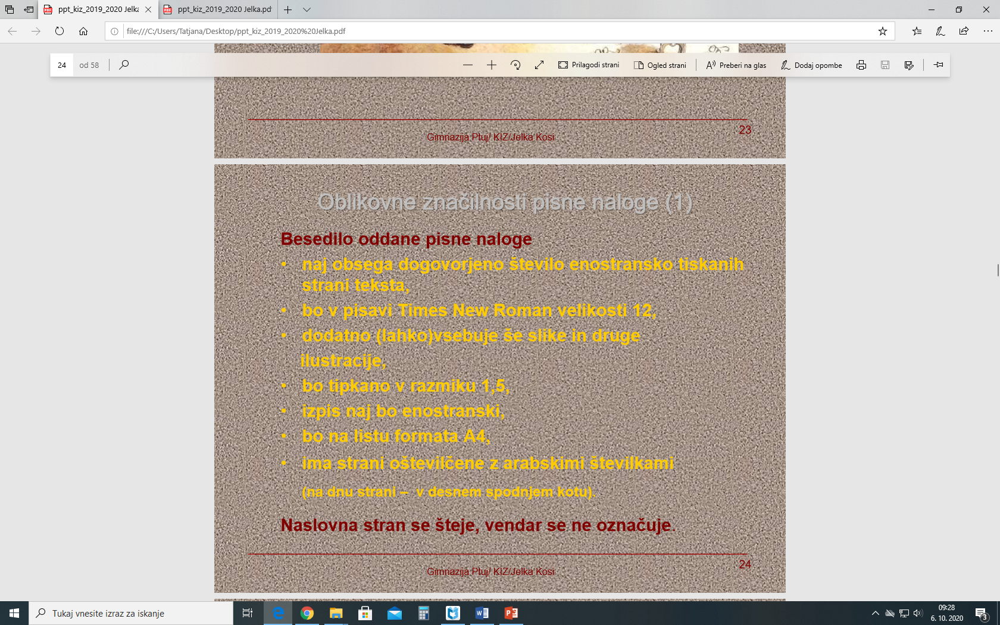 ppt_kiz_2019_2020 Jelka
ppt_kiz_2019_2020 Jelka.pd
file:///C:/Users/Tatjana/Desktop/ppt_kiz_2019_2020%20Jelka.pdf
24 od 58
Prilagodi strani
Ogled strani
Preberi na glas
Dodaj opombe
23
Gimnazija Ptuj/ KIZ/Jelka Kosi
Oblikovne značilnosti pisne naloge (1)
Besedilo oddane pisne naloge
• naj obsega dogovorjeno število enostransko tiskanih
strani teksta,
• bo v pisavi Times New Roman velikosti 12,
• dodatno (lahko)vsebuje še slike in druge
ilustracije,
• bo tipkano v razmiku 1,5,
• izpis naj bo enostranski,
• bo na listu formata A4,
• ima strani oštevilčene z arabskimi številkami
(na dnu strani – v desnem spodnjem kotu).
Naslovna stran se šteje, vendar se ne označuje.
24
Gimnazija Ptuj/ KIZ/Jelka Kosi
Tukaj vnesite izraz za iskanje
09:28
6. 10. 2020
3